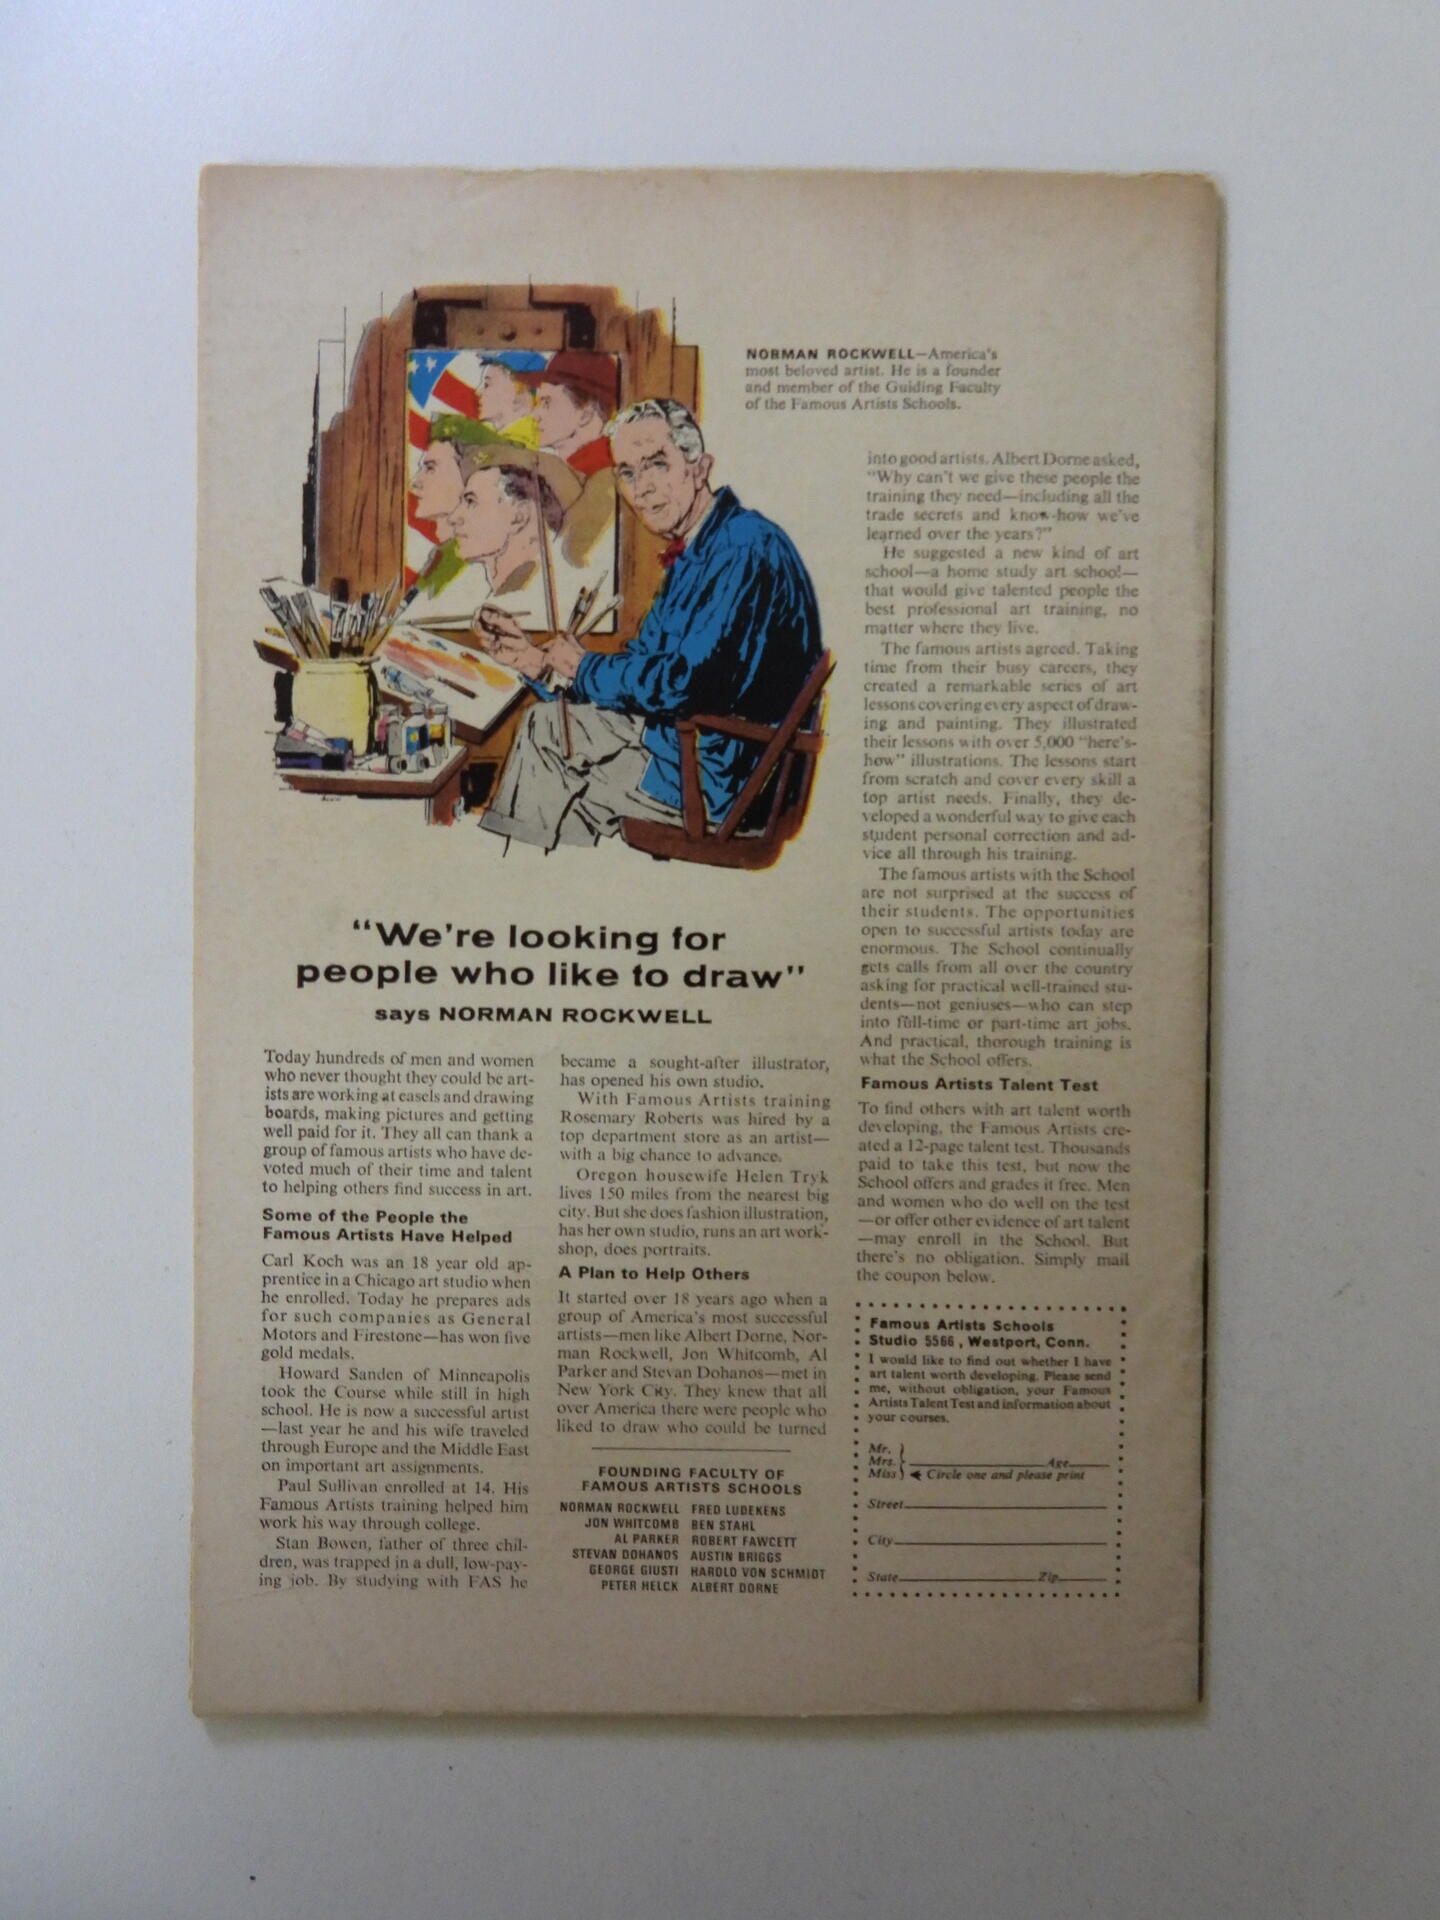 NORMAN ROCKWELL—America's
most beloved artist. He is a founder
and member of the Guiding Faculty
of the Famous Artists Schools.
"We're looking for
people who like to draw"
says NORMAN ROCKWELL
Today hundreds of men and women
who never thought they could be art-
ists are working at easels and drawing
boards, making pictures and getting
well paid for it. They all can thank a
group of famous artists who have de-
voted much of their time and talent
to helping others find success in art.
Some of the People the
Famous Artists Have Helped
Carl Koch was an 18 year old ap-
prentice in a Chicago art studio when
he enrolled. Today he prepares ads
for such companies as General
Motors and Firestone—has won five
gold medals.
Howard Sanden of Minneapolis
took the Course while still in high
school. He is now a successful artist
—last year he and his wife traveled
through Europe and the Middle East
on important art assignments.
Paul Sullivan enrolled at 14. His
Famous Artists training helped him
work his way through college.
Stan Bowen, father of three chil-
dren, was trapped in a dull, low-pay-
ing job. By studying with FAS he
became a sought-after illustrator,
has opened his own studio.
With Famous Artists training
Rosemary Roberts was hired by a
top department store as an artist—
with a big chance to advance.
Oregon housewife Helen Tryk
lives 150 miles from the nearest big
city. But she does fashion illustration,
has her own studio, runs an art work-
shop, does portraits.
A Plan to Help Others
It started over 18 years ago when a
group of America's most successful
artists—men like Albert Dorne, Nor-
man Rockwell, Jon Whitcomb, Al
Parker and Stevan Dohanos—met in
New York City. They knew that all
over America there were people who
liked to draw who could be turned
FOUNDING FACULTY OF
FAMOUS ARTISTS SCHOOLS
NORMAN ROCKWELL FRED LUDEKENS
JON WHITCOMB BEN STAHL
AL PARKER ROBERT FAWCETT
STEVAN DOHANOS AUSTIN BRIGGS
GEORGE GIUSTI HAROLD VON SCHMIDT
PETER HELCK ALBERT DORNE
into good artists. Albert Dorne asked,
"Why can't we give these people the
training they need—including all the
trade secrets and know-how we've
learned over the years?"
He suggested a new kind of art
school—a home study art school—
that would give talented people the
best professional art training, no
matter where they live.
The famous artists agreed. Taking
time from their busy careers, they
created a remarkable series of art
lessons covering every aspect of draw-
ing and painting. They illustrated
their lessons with over 5,000 "here's-
how" illustrations. The lessons start
from scratch and cover every skill a
top artist needs. Finally, they de-
veloped a wonderful way to give each
student personal correction and ad-
vice all through his training.
The famous artists with the School
are not surprised at the success of
their students. The opportunities
open to successful artists today are
enormous. The School continually
gets calls from all over the country
asking for practical well-trained stu-
dents—not geniuses—who can step
into full-time or part-time art jobs.
And practical, thorough training is
what the School offers.
Famous Artists Talent Test
To find others with art talent worth
developing, the Famous Artists cre-
ated a 12-page talent test. Thousands
paid to take this test, but now the
School offers and grades it free. Men
and women who do well on the test
—or offer other evidence of art talent
—may enroll in the School. But
there's no obligation. Simply mail
the coupon below.
Famous Artists Schools
Studio 5566, Westport, Conn.
I would like to find out whether I have
art talent worth developing. Please send
me, without obligation, your Famous
Artists Talent Test and information about
your courses.
Mr.
Mrs. Age
Miss Circle one and please print
Street
City
State Zip